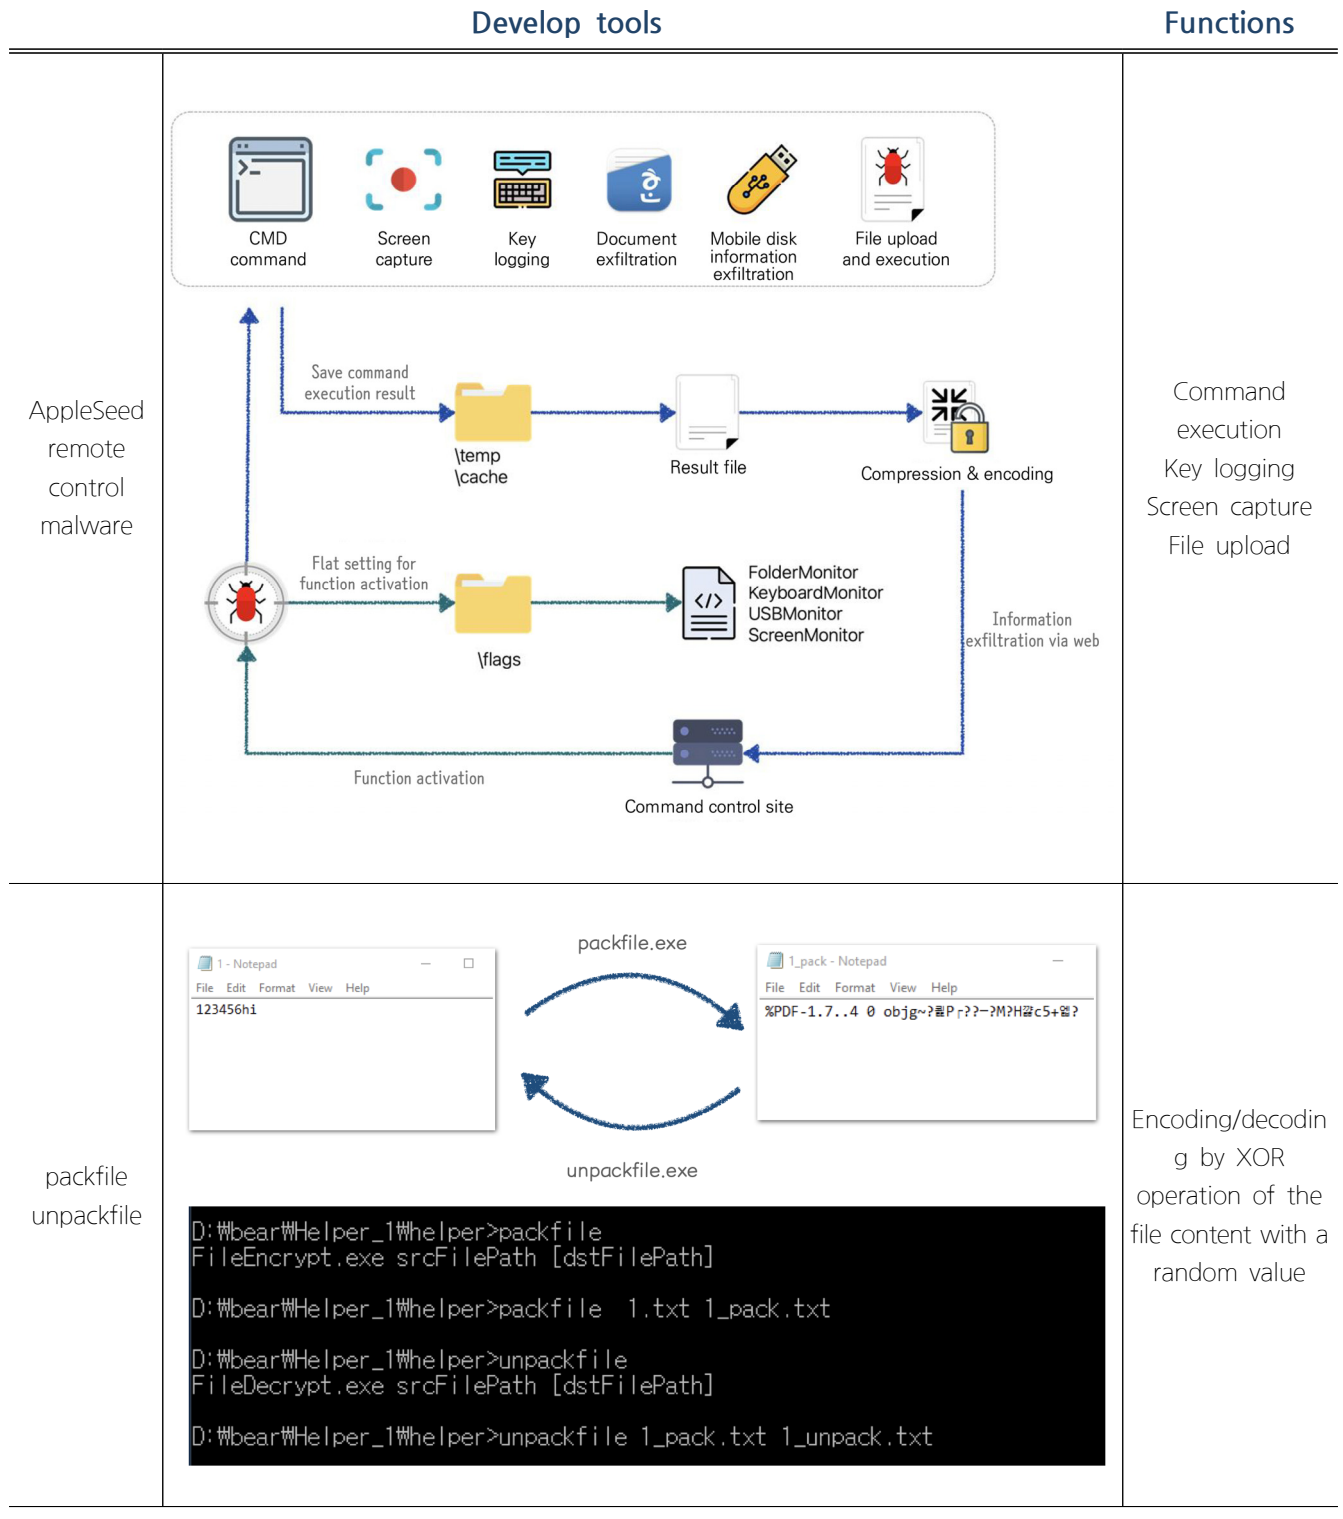 Develop tools
Functions
AppleSeed
remote
control
malware
CMD
command
Screen
capture
Key
logging
Document
exfiltration
Mobile disk
information
exfiltration
File upload
and execution
Save command
execution result
\temp
\cache
Result file
Compression & encoding
Flat setting for
function activation
\flags
FolderMonitor
KeyboardMonitor
USBMonitor
ScreenMonitor
Information
exfiltration via web
Function activation
Command control site
Command
execution
Key logging
Screen capture
File upload
packfile
unpackfile
packfile.exe
1 - Notepad
File Edit Format View Help
123456hi
1_pack - Notepad
File Edit Format View Help
%PDF-1.7..4 0 objg~?
unpackfile.exe
D:₩bear₩Helper_1₩helper>packfile
FileEncrypt.exe srcFilePath [dstFilePath]
D:₩bear₩Helper_1₩helper>packfile 1.txt 1_pack.txt
D:₩bear₩Helper_1₩helper>unpackfile
FileDecrypt.exe srcFilePath [dstFilePath]
D:₩bear₩Helper_1₩helper>unpackfile 1_pack.txt 1_unpack.txt
Encoding/decodin
g by XOR
operation of the
file content with a
random value